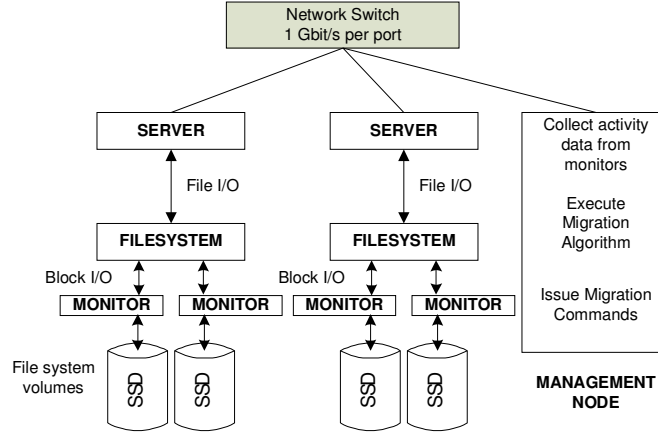 Network Switch
1 Gbit/s per port
SERVER
SERVER
Collect activity
data from
monitors
File I/O
File I/O
Execute
Migration
Algorithm
FILESYSTEM
FILESYSTEM
Block I/O
Block I/O
Issue Migration
Commands
MONITOR
MONITOR
MONITOR
MONITOR
File system
volumes
SSD
SSD
SSD
SSD
MANAGEMENT
NODE